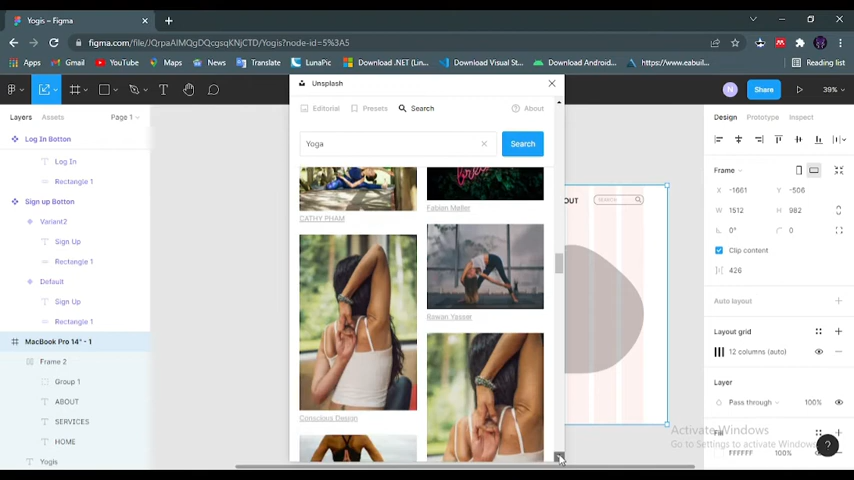 Yogis – Figma
figma.com/file/JQrpaAIMQgDQcgsqKNjCTD/Yogis?node-id=5%3A5
Apps
Gmail
YouTube
Maps
News
Translate
LunaPic
Download .NET (Lin...
Download Visual Stu...
Download Android...
https://www.eabuil...
Reading list
N
Share
39%
Layers
Assets
Page 1
Log In Botton
Log In
Rectangle 1
Sign up Botton
Variant2
Sign Up
Rectangle 1
Default
Sign Up
Rectangle 1
MacBook Pro 14" - 1
Frame 2
Group 1
ABOUT
SERVICES
HOME
Yogis
Unsplash
Editorial
Presets
Search
About
Yoga
Search
CATHY PHAM
Fabian Møller
Rawan Yasser
Conscious Design
OUT
SEARCH
Design
Prototype
Inspect
Frame
X -1661
Y -506
W 1512
H 982
0°
0
Clip content
426
Auto layout
Layout grid
12 columns (auto)
Layer
Pass through
100%
Fill
FFFFFF
100%
Activate Windows
Go to Settings to activate Windows.
?